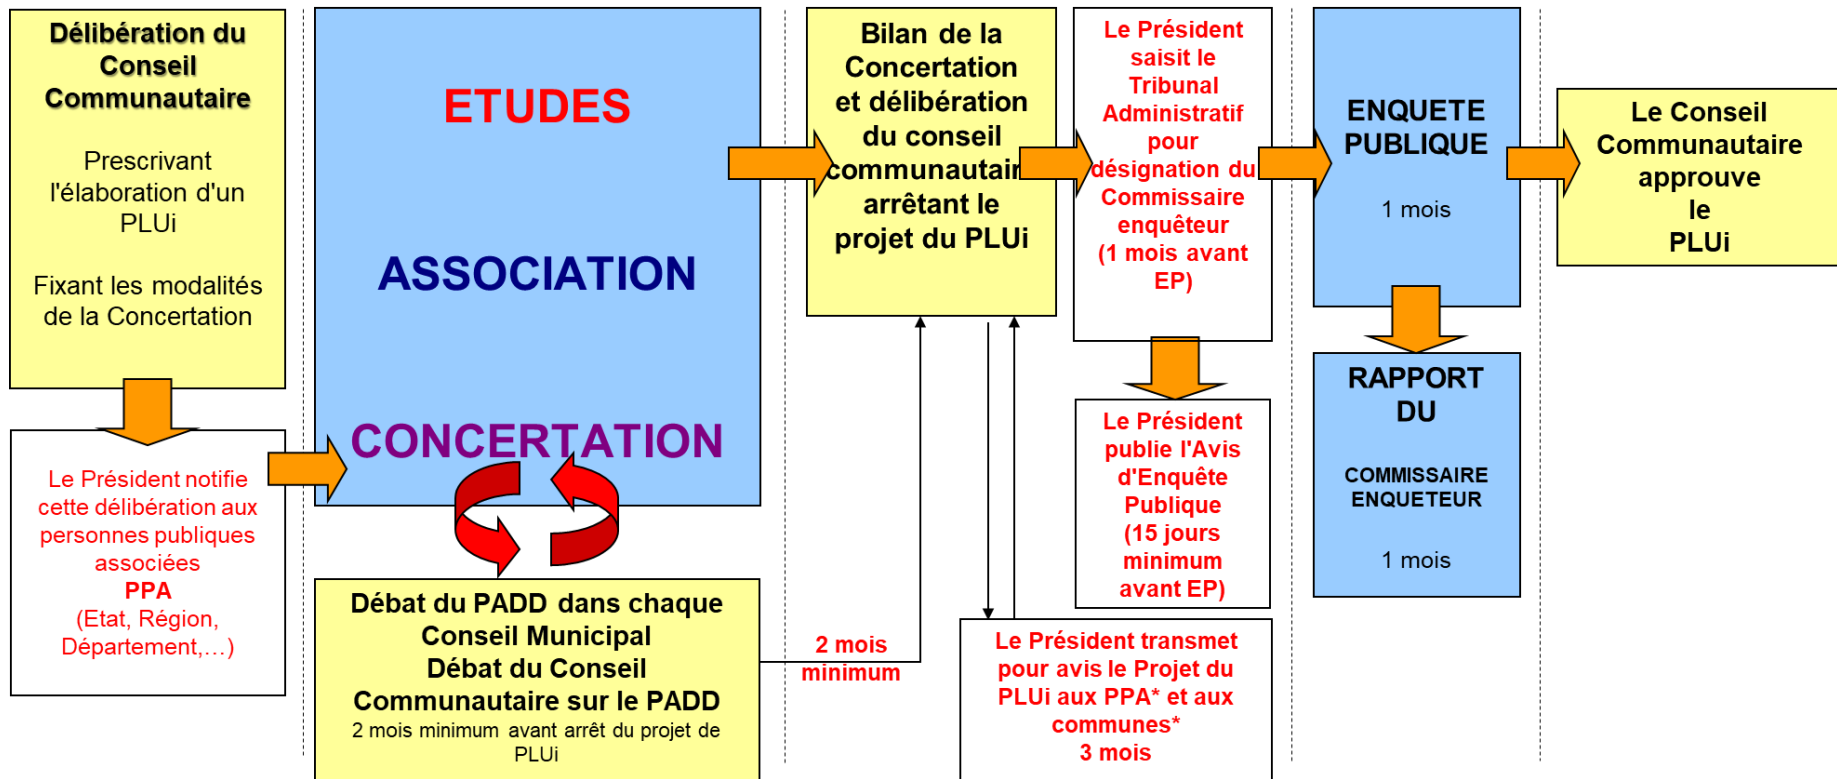 Délibération du
Conseil
Communautaire
Prescrivant
l'élaboration d'un
PLUi
Fixant les modalités
de la Concertation
Le Président notifie
cette délibération aux
personnes publiques
associées
PPA
(Etat, Région,
Département,…)
ETUDES
ASSOCIATION
CONCERTATION
Débat du PADD dans chaque
Conseil Municipal
Débat du Conseil
Communautaire sur le PADD
2 mois minimum avant arrêt du projet de
PLUi
2 mois
minimum
Bilan de la
Concertation
et délibération
du conseil
communautaire
arrêtant le
projet du PLUi
Le Président transmet
pour avis le Projet du
PLUi aux PPA* et aux
communes*
3 mois
Le Président
saisit le
Tribunal
Administratif
pour
désignation du
Commissaire
enquêteur
(1 mois avant
EP)
Le Président
publie l'Avis
d'Enquête
Publique
(15 jours
minimum
avant EP)
ENQUETE
PUBLIQUE
1 mois
RAPPORT
DU
COMMISSAIRE
ENQUETEUR
1 mois
Le Conseil
Communautaire
approuve
le
PLUi